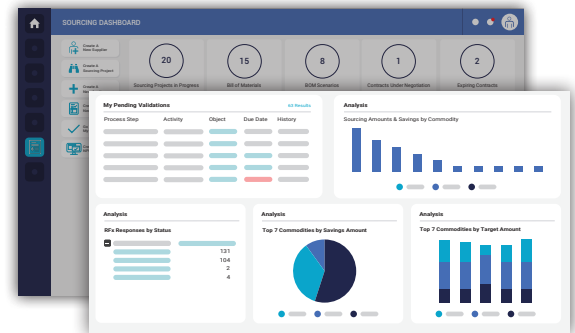 SOURCING DASHBOARD
Create A
New Supplier
Create A
Sourcing Project
Create A
20
15
8
1
2
Sourcing Projects in Progress
Bill of Materials
BOM Scenarios
Contracts Under Negotiation
Expiring Contracts
My Pending Validations
Process Step
Activity
Object
Due Date
History
Analysis
Sourcing Amounts & Savings by Commodity
Analysis
RFx Responses by Status
131
104
2
4
Analysis
Top 7 Commodities by Savings Amount
Analysis
Top 7 Commodities by Target Amount